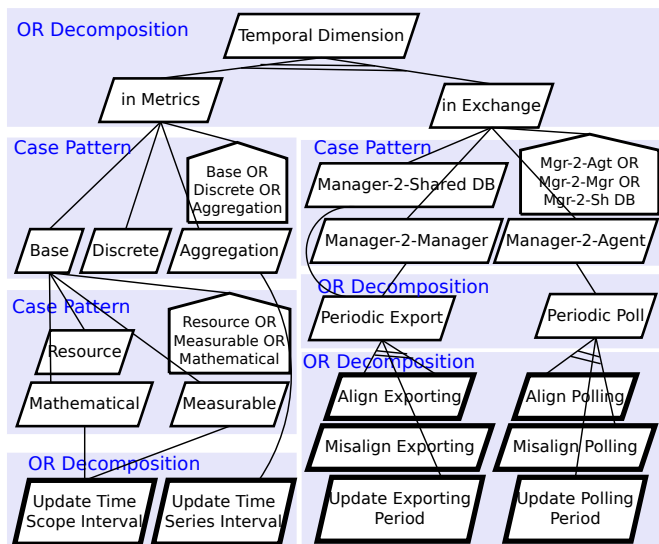 OR Decomposition
Temporal Dimension
in Metrics
in Exchange
Case Pattern
Base OR
Discrete OR
Aggregation
Base
Discrete
Aggregation
Case Pattern
Manager-2-Shared DB
Mgr-2-Agt OR
Mgr-2-Mgr OR
Mgr-2-Sh DB
Manager-2-Manager
Manager-2-Agent
Case Pattern
Resource OR
Measurable OR
Mathematical
Resource
Mathematical
Measurable
OR Decomposition
Periodic Export
Periodic Poll
OR Decomposition
Align Exporting
Align Polling
Misalign Exporting
Misalign Polling
Update Exporting
Period
Update Polling
Period
OR Decomposition
Update Time
Scope Interval
Update Time
Series Interval